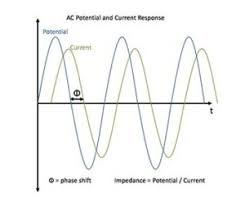 AC Potential and Current Response
Potential
Current
Φ
t
Φ = phase shift
Impedance = Potential / Current